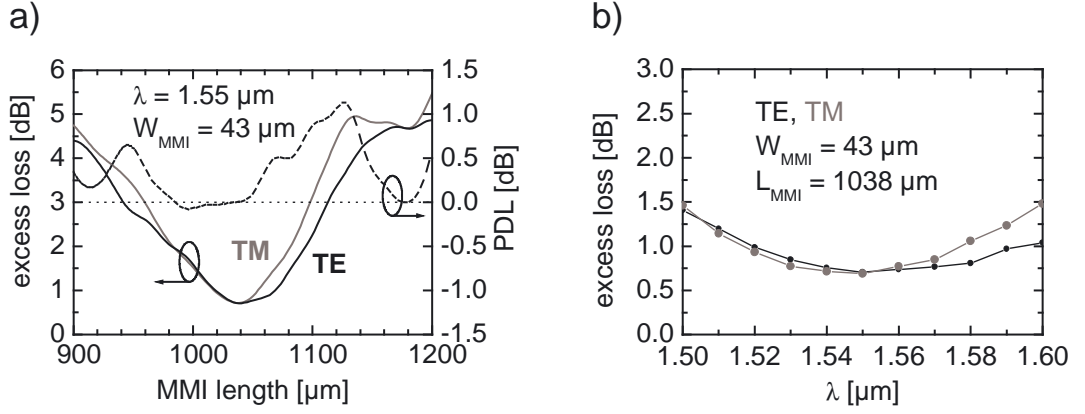 a)
6
5
4
3
2
1
0
excess loss [dB]
λ = 1.55 µm
W_MMI = 43 µm
TM
TE
1.5
1.0
0.5
0.0
-0.5
-1.0
-1.5
PDL [dB]
900 1000 1100 1200
MMI length [µm]
b)
3.0
2.5
2.0
1.5
1.0
0.5
0.0
excess loss [dB]
TE, TM
W_MMI = 43 µm
L_MMI = 1038 µm
1.50 1.52 1.54 1.56 1.58 1.60
λ [µm]